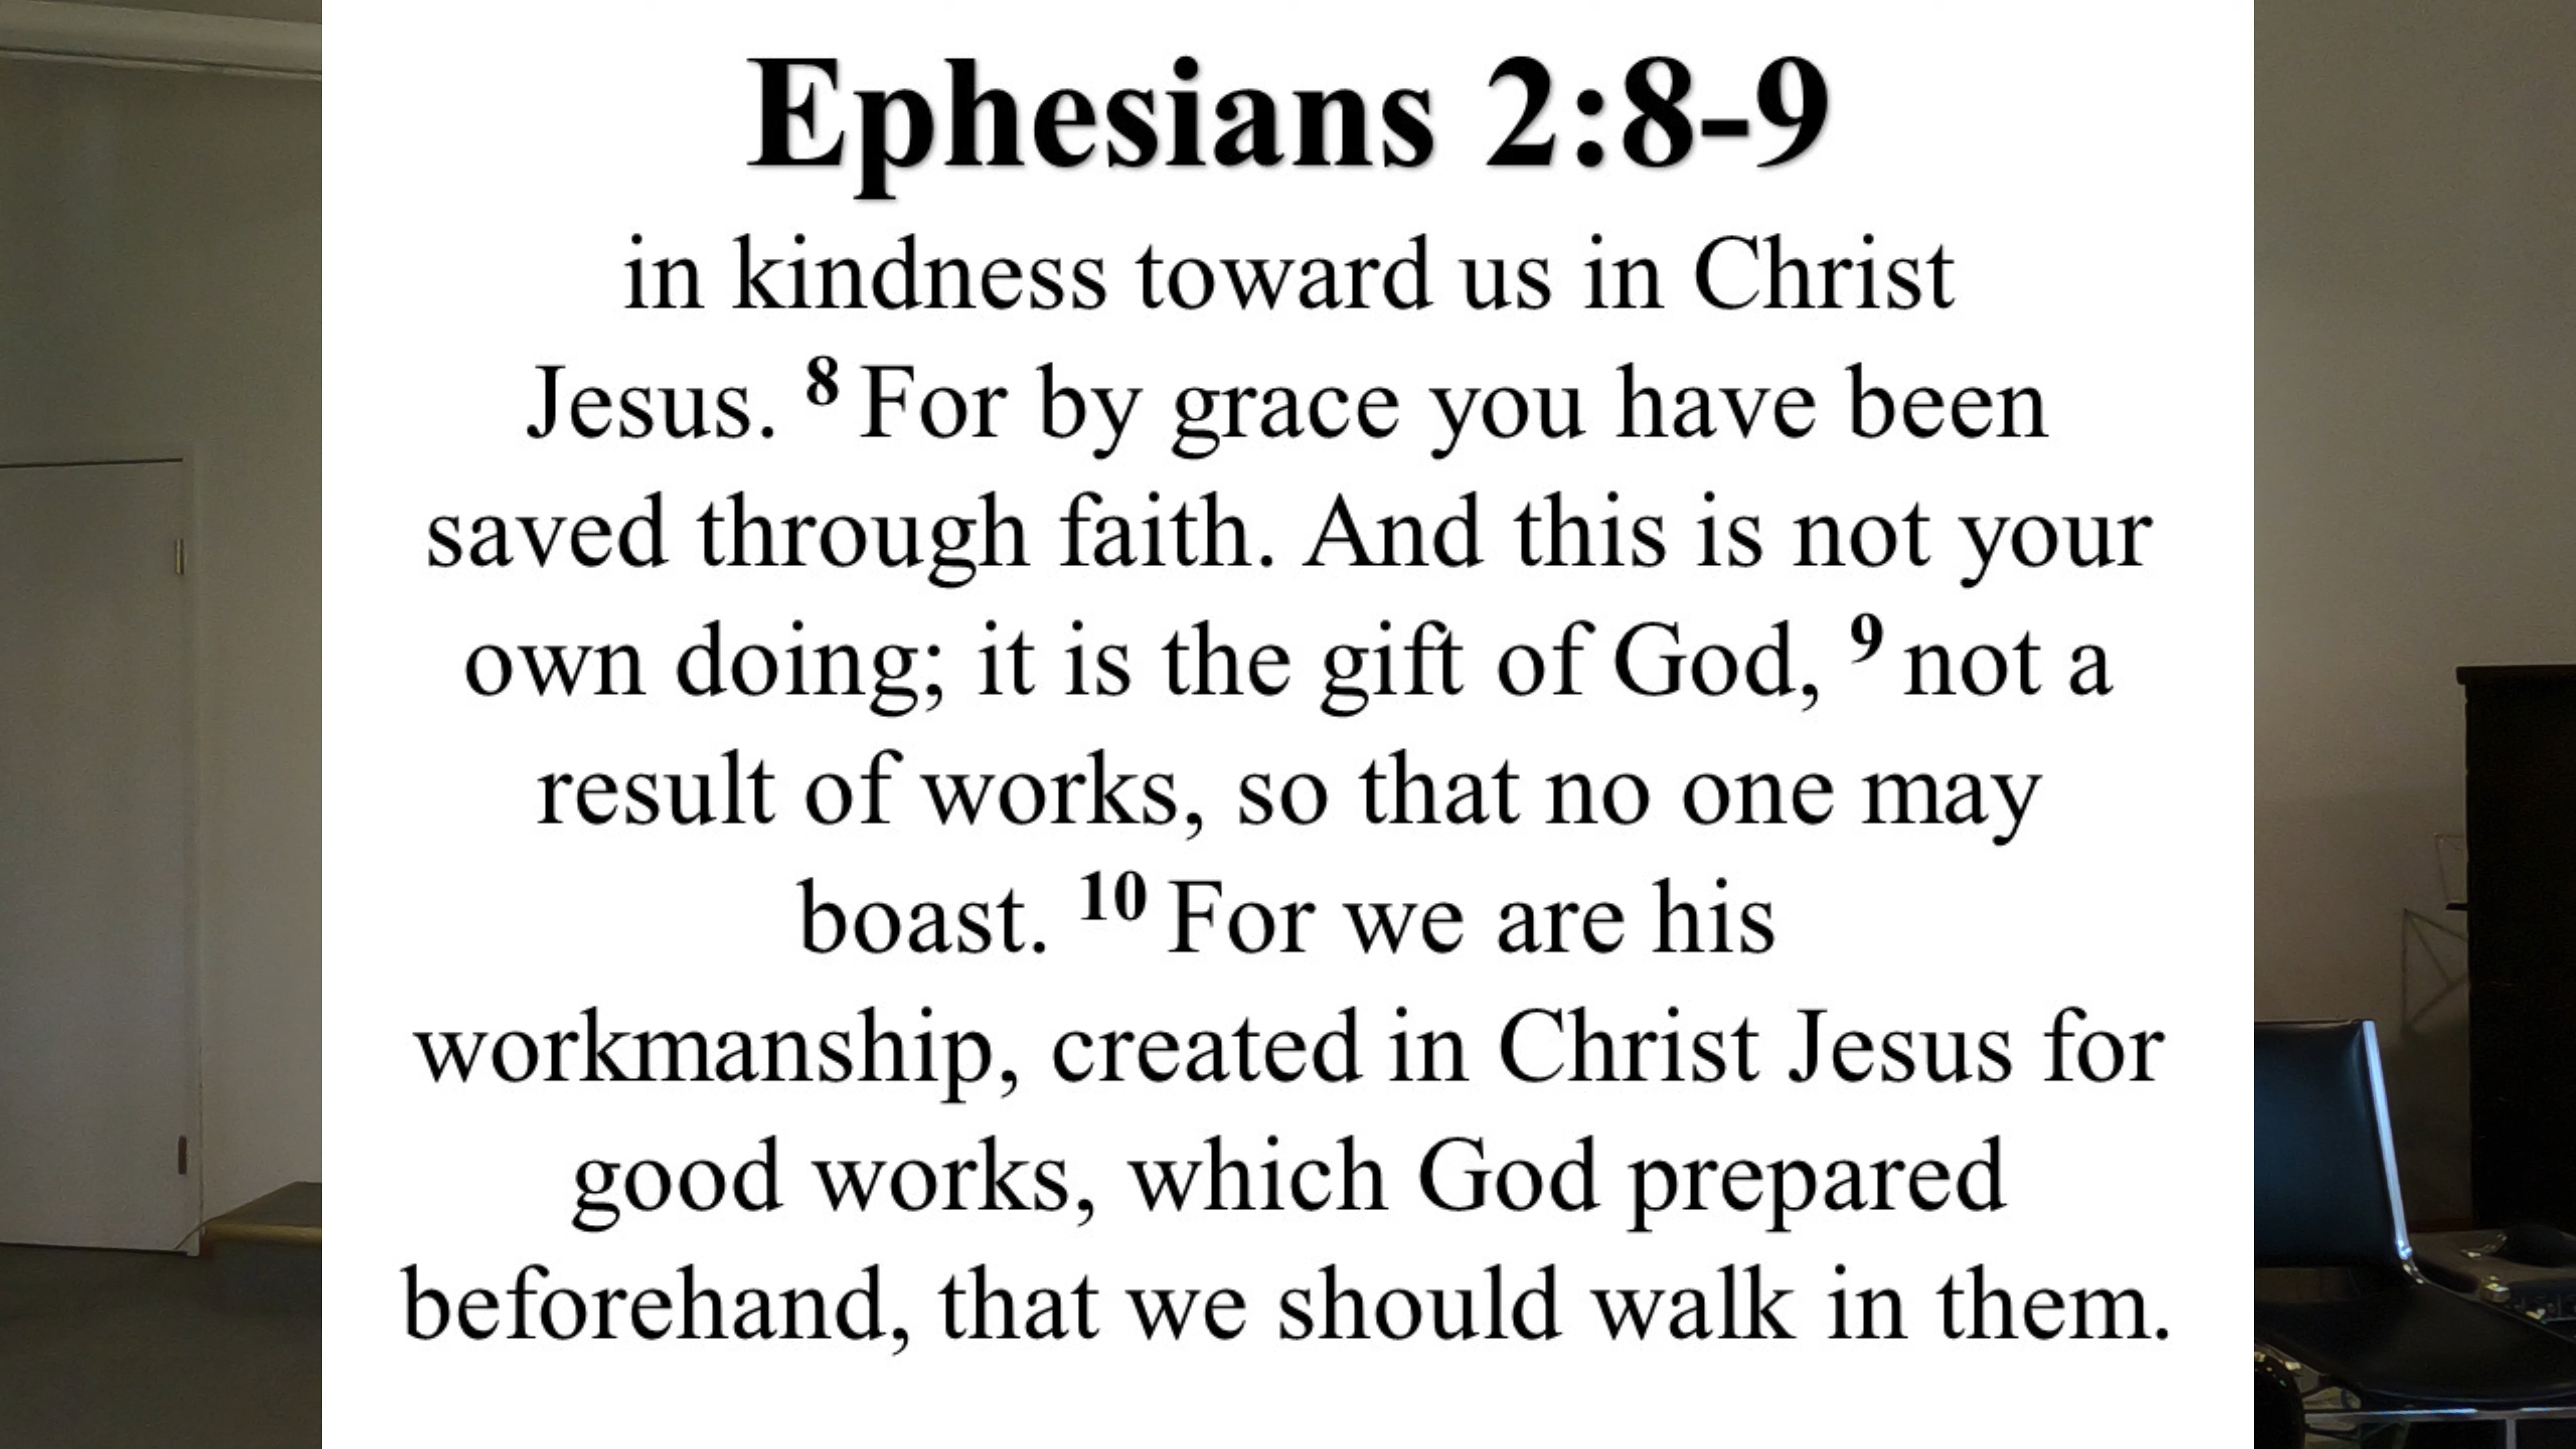 Ephesians 2:8-9
in kindness toward us in Christ
Jesus. 8 For by grace you have been
saved through faith. And this is not your
own doing; it is the gift of God, 9 not a
result of works, so that no one may
boast. 10 For we are his
workmanship, created in Christ Jesus for
good works, which God prepared
beforehand, that we should walk in them.